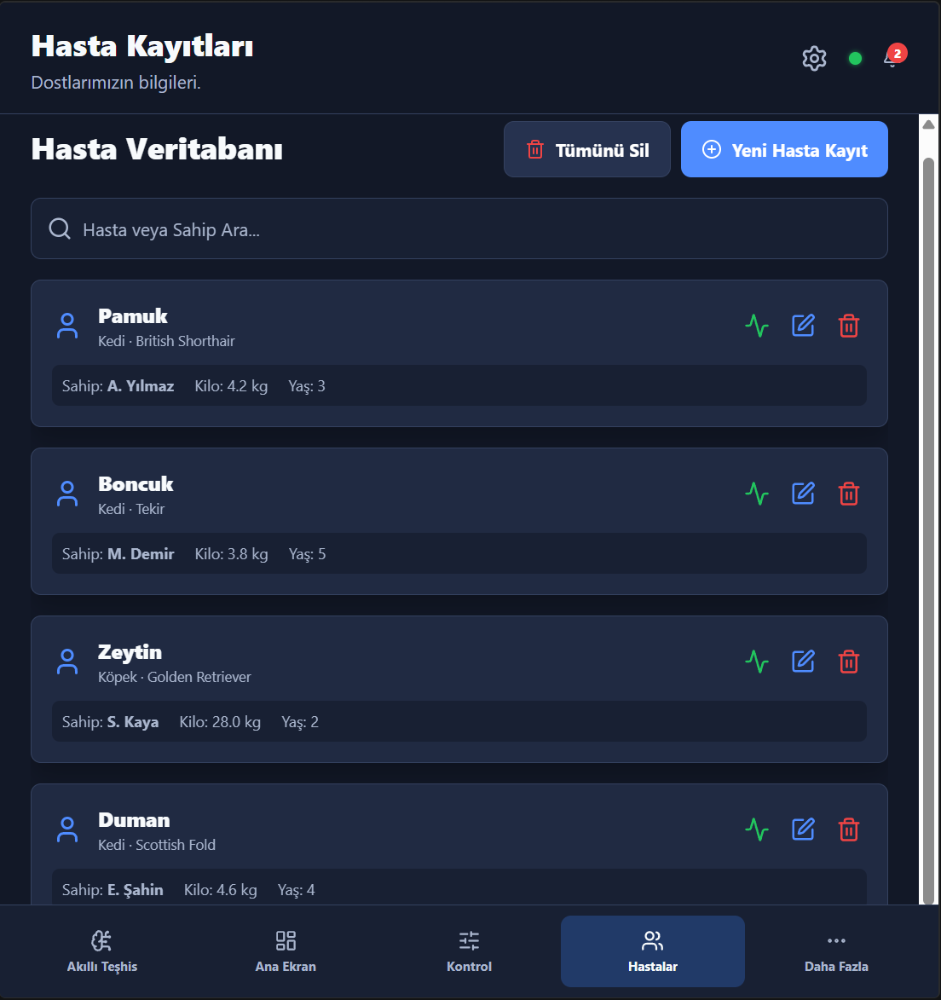 Hasta Kayıtları
Dostlarımızın bilgileri.
2
Hasta Veritabanı
Tümünü Sil
Yeni Hasta Kayıt
Hasta veya Sahip Ara...
Pamuk
Kedi · British Shorthair
Sahip: A. Yılmaz Kilo: 4.2 kg Yaş: 3
Boncuk
Kedi · Tekir
Sahip: M. Demir Kilo: 3.8 kg Yaş: 5
Zeytin
Köpek · Golden Retriever
Sahip: S. Kaya Kilo: 28.0 kg Yaş: 2
Duman
Kedi · Scottish Fold
Sahip: E. Şahin Kilo: 4.6 kg Yaş: 4
Akıllı Teşhis
Ana Ekran
Kontrol
Hastalar
Daha Fazla